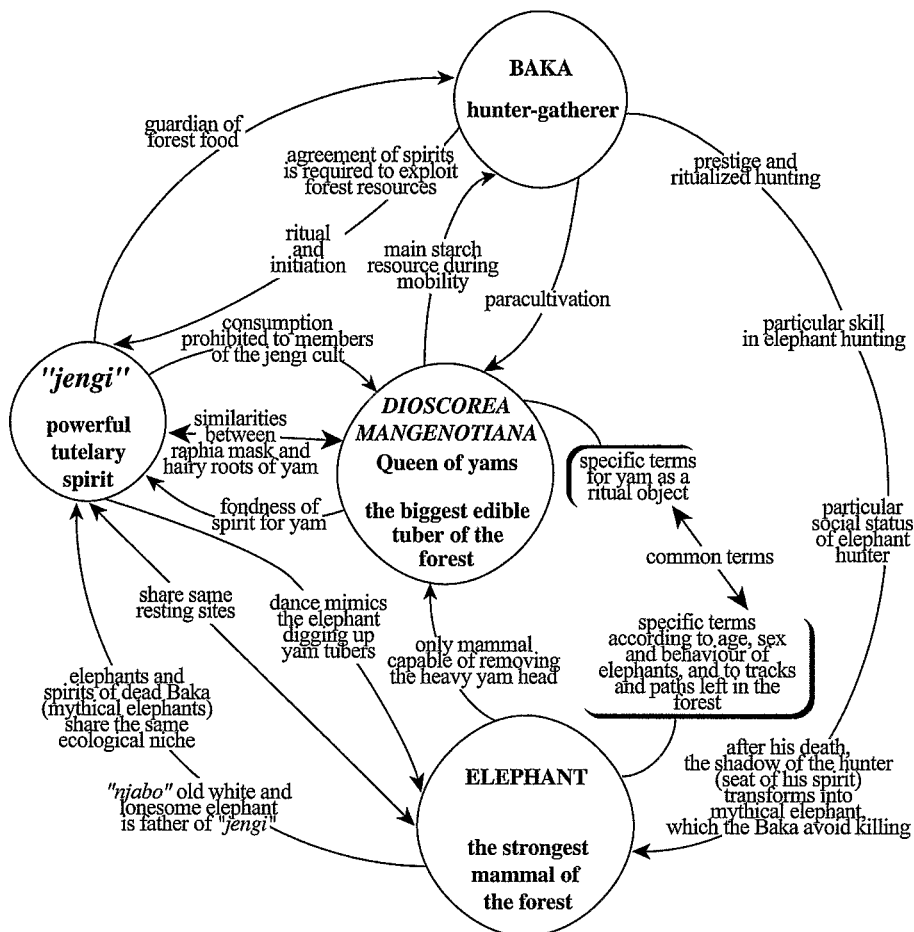 BAKA
hunter-gatherer
guardian of
forest food
agreement of spirits
is required to exploit
forest resources
prestige and
ritualized hunting
ritual
and
initiation
main starch
resource during
mobility
paracultivation
consumption
prohibited to members
of the jengi cult
particular skill
in elephant hunting
"jengi"
powerful
tutelary
spirit
similarities
between
raphia mask and
hairy roots of yam
DIOSCOREA
MANGENOTIANA
Queen of yams
the biggest edible
tuber of the
forest
specific terms
for yam as a
ritual object
fondness of
spirit for yam
particular
social status
of elephant
hunter
common terms
share same
resting sites
dance mimics
the elephant
digging up
yam tubers
only mammal
capable of removing
the heavy yam head
specific terms
according to age, sex
and behaviour of
elephants, and to tracks
and paths left in the
forest
elephants and
spirits of dead Baka
(mythical elephants)
share the same
ecological niche
after his death,
the shadow of the hunter
(seat of his spirit)
transforms into
mythical elephant,
which the Baka avoid killing
"njabo" old white and
lonesome elephant
is father of "jengi"
ELEPHANT
the strongest
mammal of
the forest